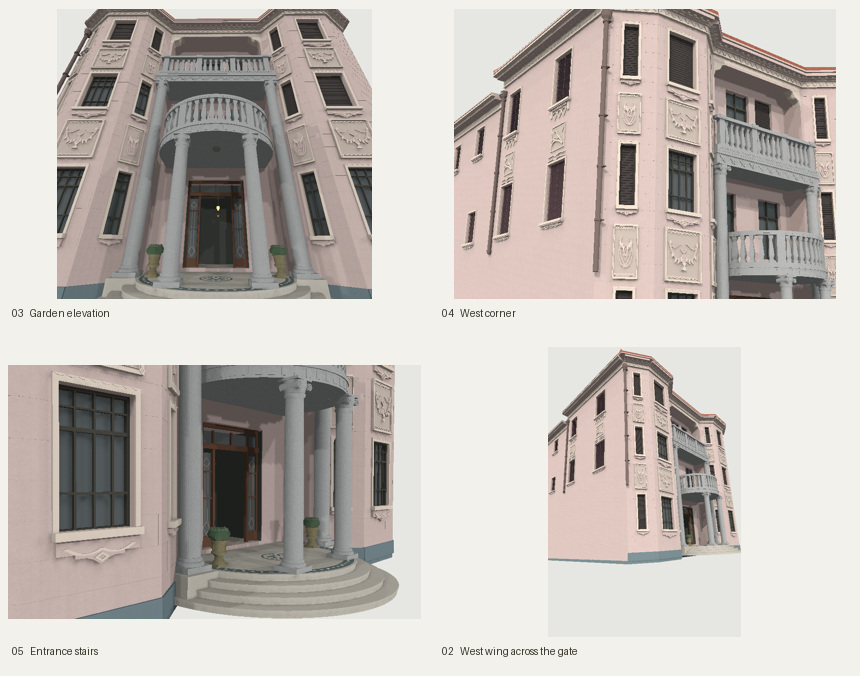 03 Garden elevation
04 West corner
05 Entrance stairs
02 West wing across the gate